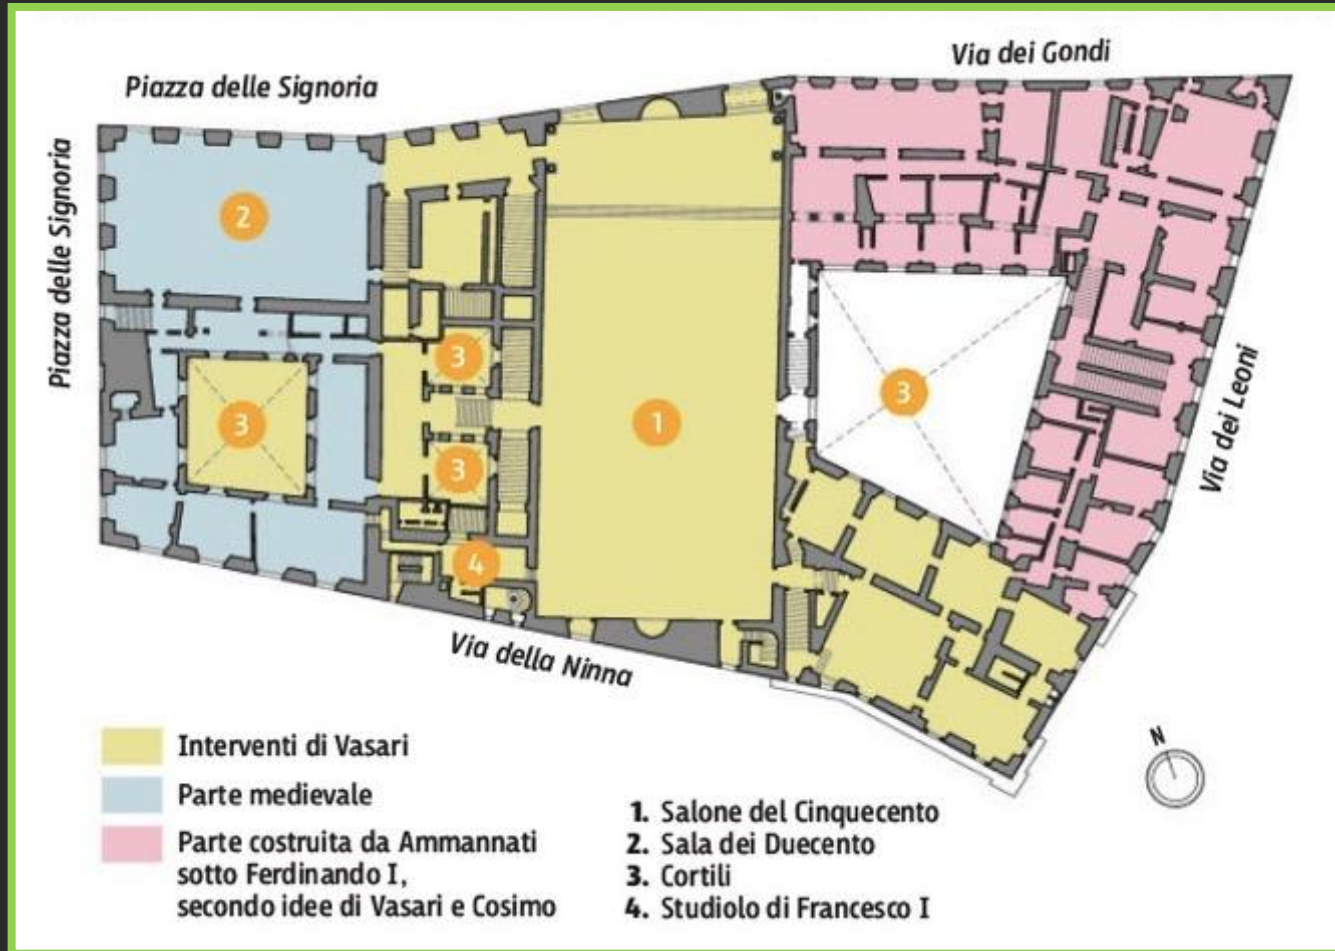 Via dei Gondi
Piazza delle Signoria
Piazza delle Signoria
2
3
3
3
3
1
4
Via dei Leoni
Via della Ninna
N
Interventi di Vasari
Parte medievale
Parte costruita da Ammannati
sotto Ferdinando I,
secondo idee di Vasari e Cosimo
1. Salone del Cinquecento
2. Sala dei Duecento
3. Cortili
4. Studiolo di Francesco I